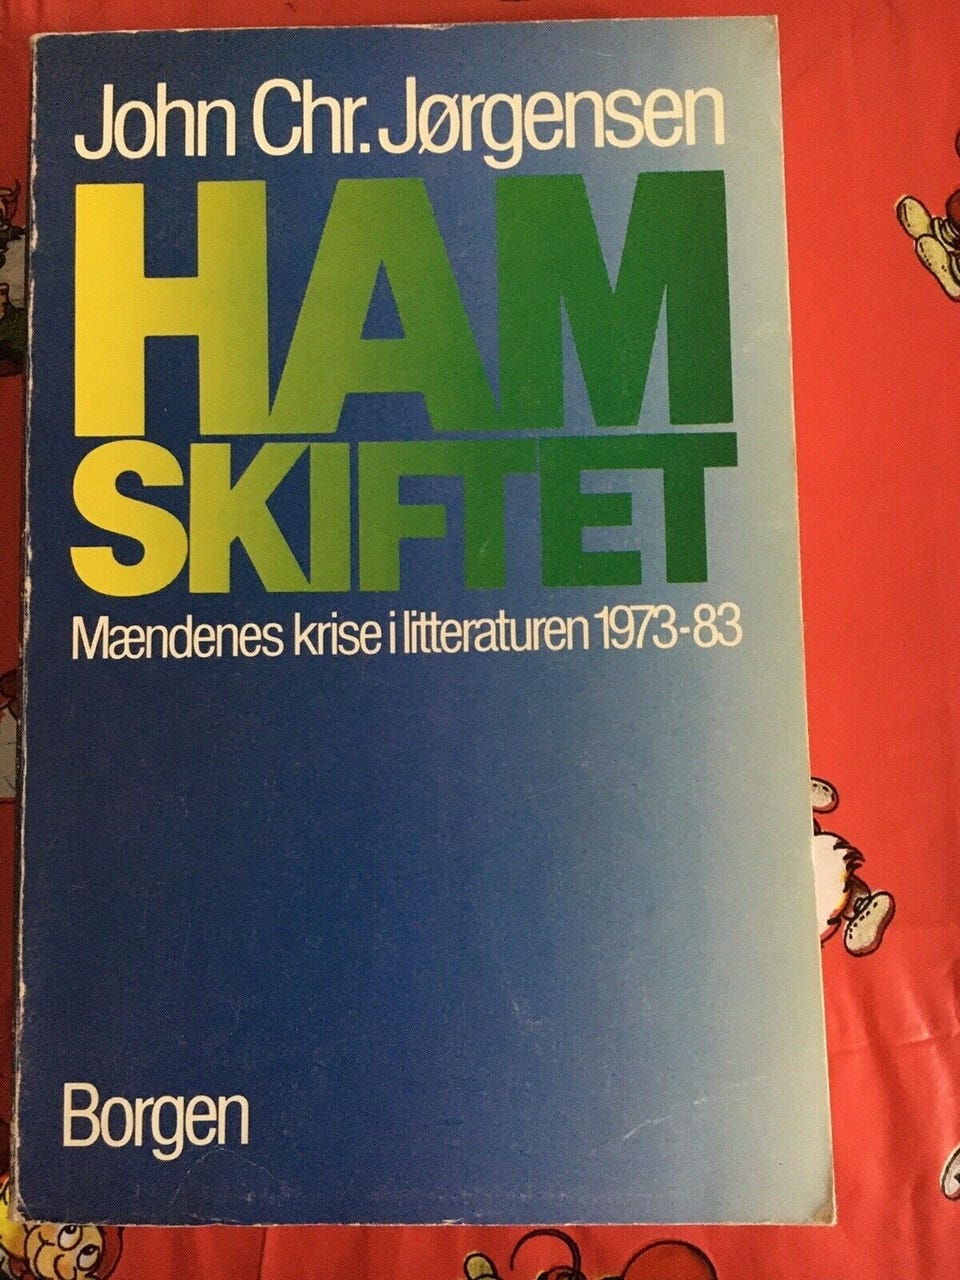 John Chr. Jørgensen
HAM
SKIFTET
Mændenes krise i litteraturen 1973-83
Borgen